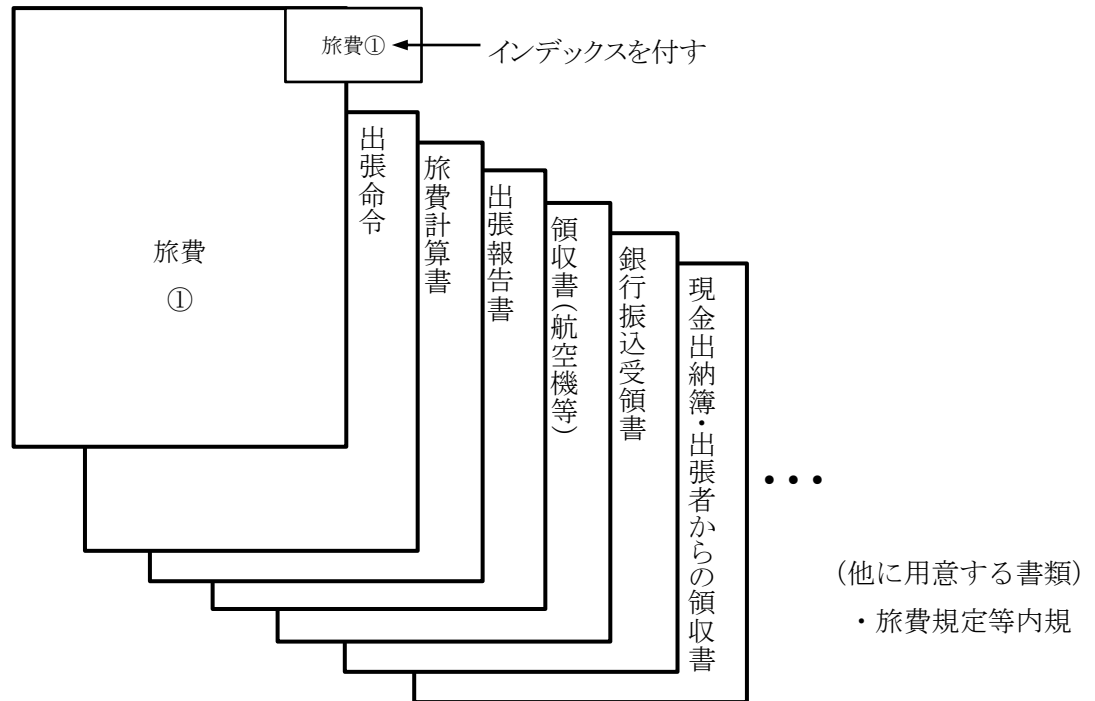 旅費①
インデックスを付す
旅費
①
出張命令
旅費計算書
出張報告書
領収書(航空機等)
銀行振込受領書
現金出納簿・出張者からの領収書
・・・
(他に用意する書類)
・旅費規定等内規